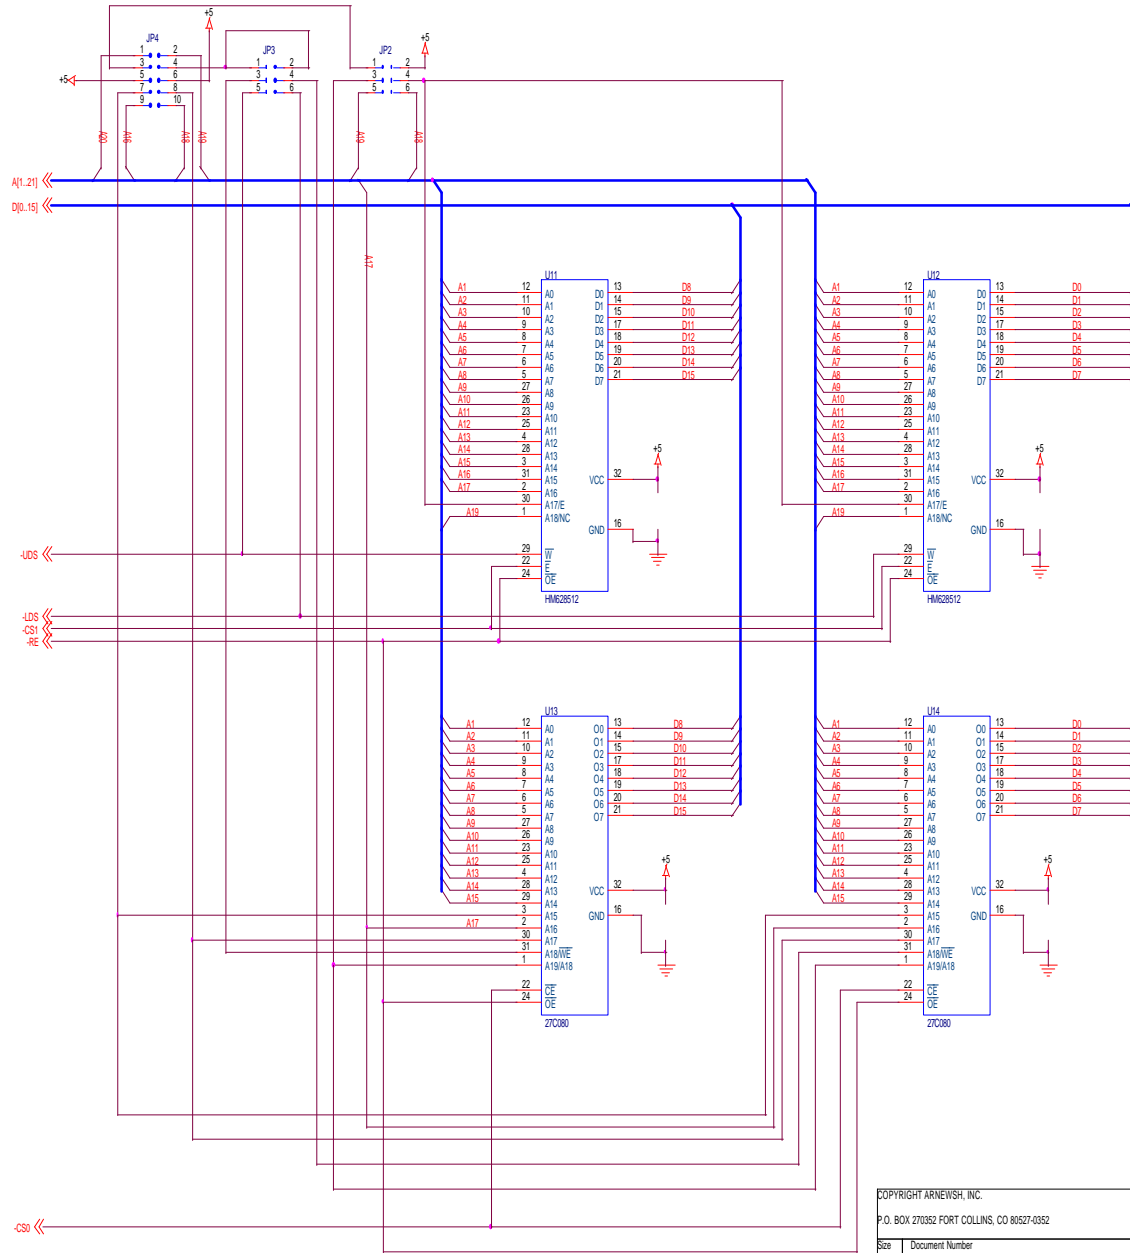 +5
JP4
JP3
JP2
+5
1 2
3 4
5 6
7 8
9 10
1 2
3 4
5 6
1 2
3 4
5 6
+5
A20
A16
A18
A19
A19
A18
A[1..21]
D[0..15]
A17
U11
A1 12 A0 D0 13 D8
A2 11 A1 D1 14 D9
A3 10 A2 D2 15 D10
A4 9 A3 D3 17 D11
A5 8 A4 D4 18 D12
A6 7 A5 D5 19 D13
A7 6 A6 D6 20 D14
A8 5 A7 D7 21 D15
A9 27 A8
A10 26 A9
A11 23 A10
A12 25 A11
A13 4 A12
A14 28 A13
A15 3 A14
A16 31 A15 VCC 32 +5
A17 2 A16
30 A17/E
A19 1 A18/NC
GND 16
29 W
22 E
24 OE
HM628512
U12
A1 12 A0 D0 13 D0
A2 11 A1 D1 14 D1
A3 10 A2 D2 15 D2
A4 9 A3 D3 17 D3
A5 8 A4 D4 18 D4
A6 7 A5 D5 19 D5
A7 6 A6 D6 20 D6
A8 5 A7 D7 21 D7
A9 27 A8
A10 26 A9
A11 23 A10
A12 25 A11
A13 4 A12
A14 28 A13
A15 3 A14
A16 31 A15 VCC 32 +5
A17 2 A16
30 A17/E
A19 1 A18/NC
GND 16
29 W
22 E
24 OE
HM628512
-UDS
-LDS
-CS1
-RE
U13
A1 12 A0 O0 13 D8
A2 11 A1 O1 14 D9
A3 10 A2 O2 15 D10
A4 9 A3 O3 17 D11
A5 8 A4 O4 18 D12
A6 7 A5 O5 19 D13
A7 6 A6 O6 20 D14
A8 5 A7 O7 21 D15
A9 27 A8
A10 26 A9
A11 23 A10
A12 25 A11
A13 4 A12
A14 28 A13 VCC 32 +5
A15 29 A14
3 A15 GND 16
A17 2 A16
30 A17
31 A18/WE
1 A19/A18
22 CE
24 OE
27C080
U14
A1 12 A0 O0 13 D0
A2 11 A1 O1 14 D1
A3 10 A2 O2 15 D2
A4 9 A3 O3 17 D3
A5 8 A4 O4 18 D4
A6 7 A5 O5 19 D5
A7 6 A6 O6 20 D6
A8 5 A7 O7 21 D7
A9 27 A8
A10 26 A9
A11 23 A10
A12 25 A11
A13 4 A12
A14 28 A13 VCC 32 +5
A15 29 A14
3 A15 GND 16
2 A16
30 A17
31 A18/WE
1 A19/A18
22 CE
24 OE
27C080
-CS0
COPYRIGHT ARNEWSH, INC.
P.O. BOX 270352 FORT COLLINS, CO 80527-0352
Size Document Number